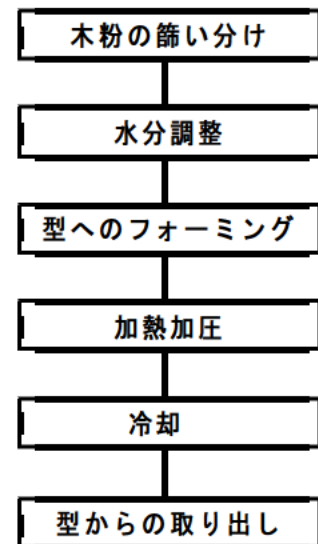 木粉の篩い分け
水分調整
型へのフォーミング
加熱加圧
冷却
型からの取り出し